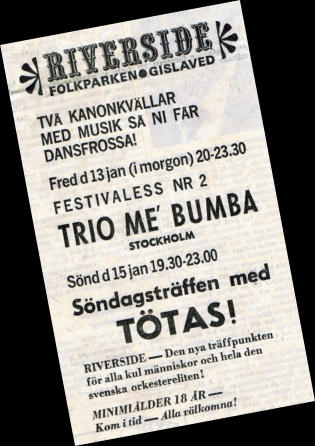 RIVERSIDE
FOLKPARKEN●GISLAVED
TVÅ KANONKVÄLLAR
MED MUSIK SÅ NI FÅR
DANSFROSSA!
Fred d 13 jan (i morgon) 20-23.30
FESTIVALESS NR 2
TRIO ME' BUMBA
STOCKHOLM
Sönd d 15 jan 19.30-23.00
Söndagsträffen med
TÖTAS!
RIVERSIDE — Den nya träffpunkten
för alla kul människor och hela den
svenska orkestereliten!
MINIMIÅLDER 18 ÅR —
Kom i tid — Alla välkomna!